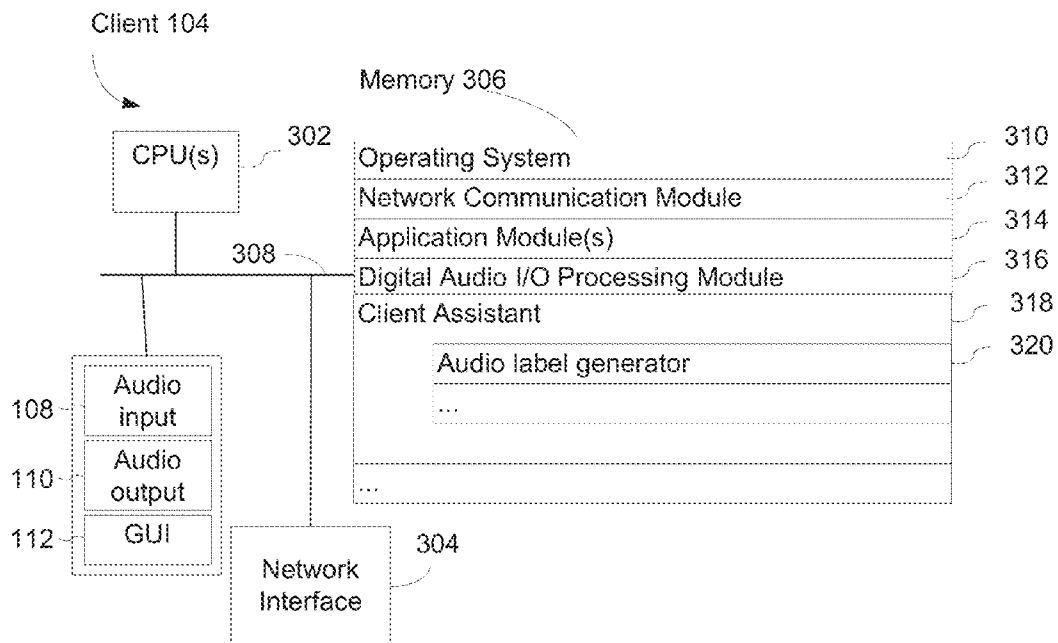 Client 104
Memory 306
CPU(s)
302
Operating System
310
Network Communication Module
312
Application Module(s)
314
308
Digital Audio I/O Processing Module
316
Client Assistant
318
Audio label generator
320
...
...
108
Audio
input
110
Audio
output
112
GUI
Network
Interface
304